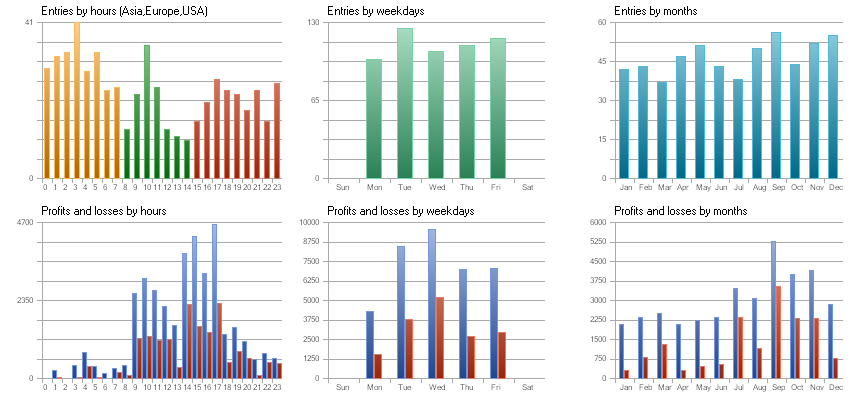 Entries by hours (Asia,Europe,USA)
41
0
0 1 2 3 4 5 6 7 8 9 10 11 12 13 14 15 16 17 18 19 20 21 22 23
Entries by weekdays
130
65
0
Sun Mon Tue Wed Thu Fri Sat
Entries by months
60
45
30
15
0
Jan Feb Mar Apr May Jun Jul Aug Sep Oct Nov Dec
Profits and losses by hours
4700
2350
0
0 1 2 3 4 5 6 7 8 9 10 11 12 13 14 15 16 17 18 19 20 21 22 23
Profits and losses by weekdays
10000
8750
7500
6250
5000
3750
2500
1250
0
Sun Mon Tue Wed Thu Fri Sat
Profits and losses by months
6000
5250
4500
3750
3000
2250
1500
750
0
Jan Feb Mar Apr May Jun Jul Aug Sep Oct Nov Dec